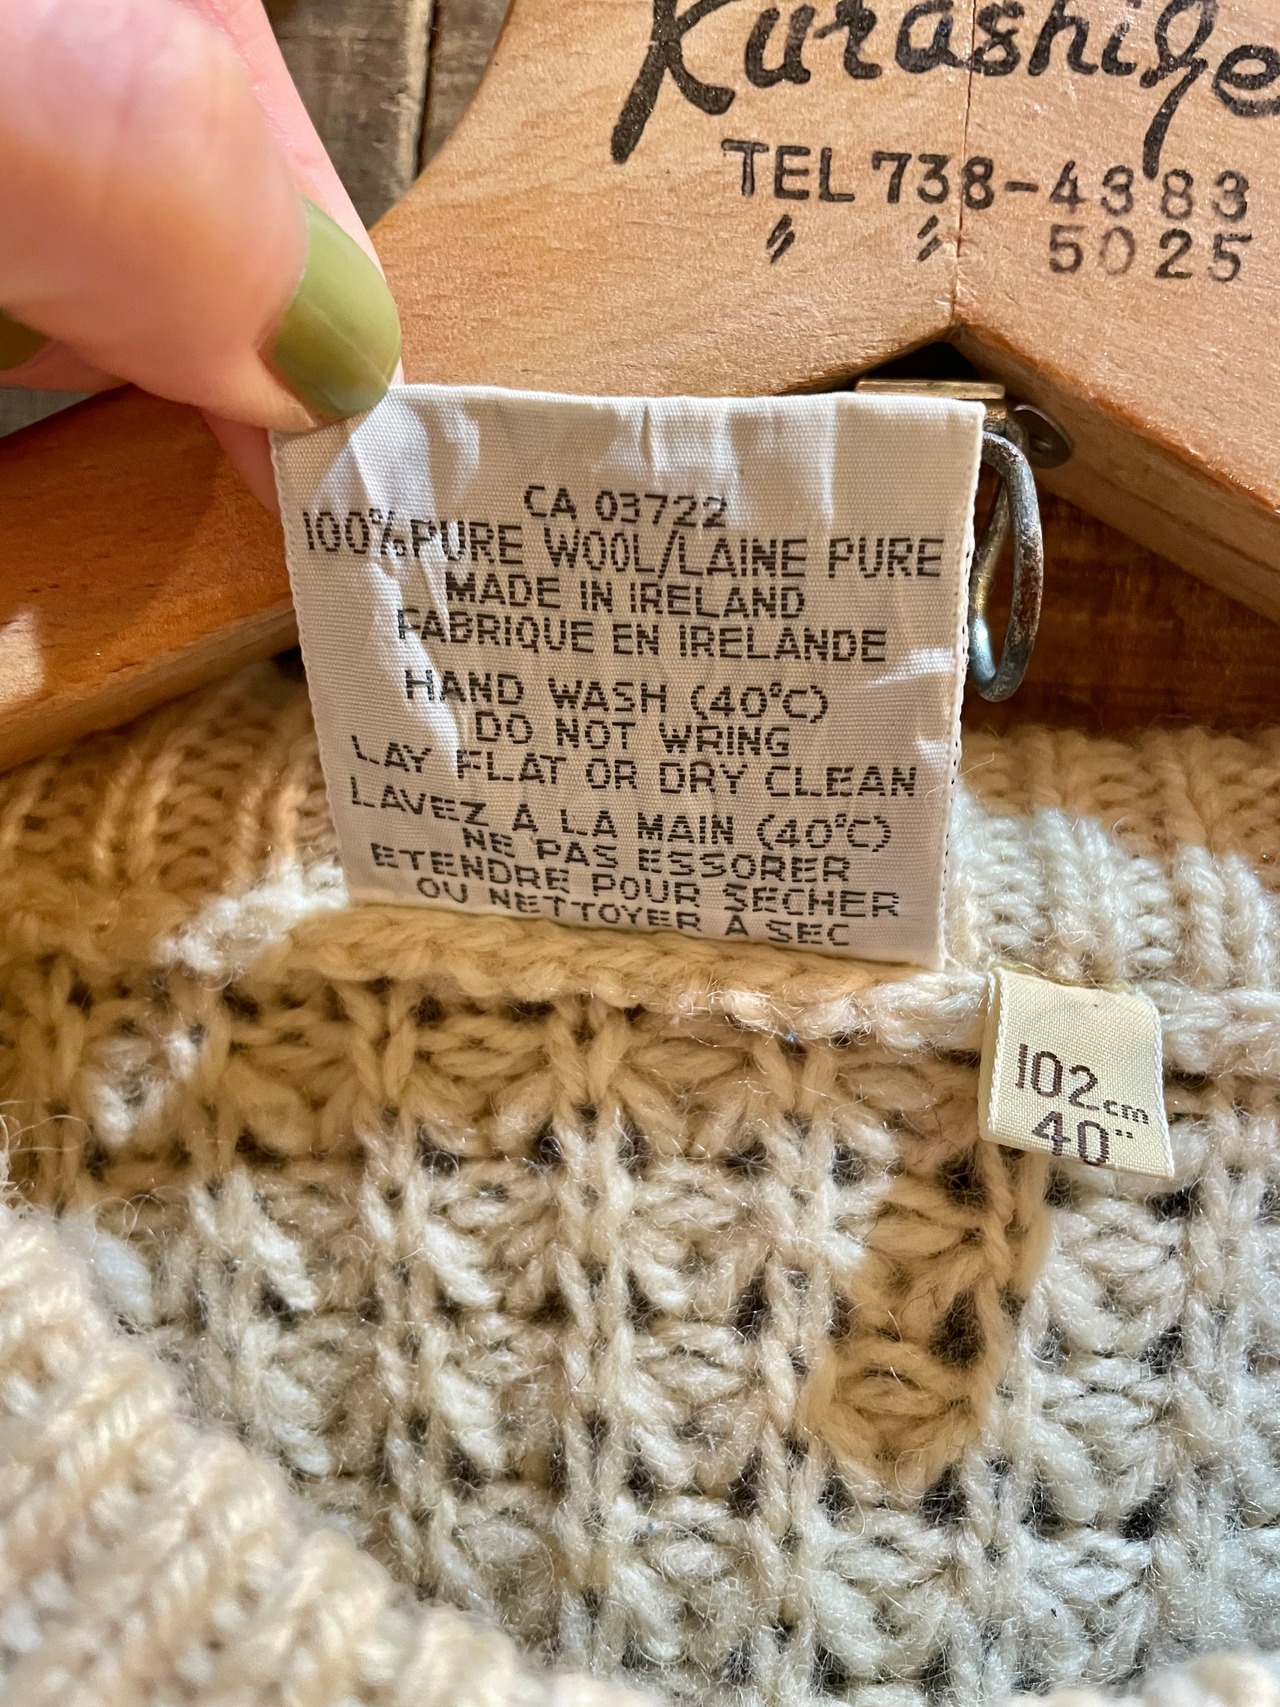 Kurashige
TEL 738-4383
〃 〃 5025
CA 03722
100% PURE WOOL/LAINE PURE
MADE IN IRELAND
FABRIQUE EN IRELANDE
HAND WASH (40°C)
DO NOT WRING
LAY FLAT OR DRY CLEAN
LAVEZ A LA MAIN (40°C)
NE PAS ESSORER
ETENDRE POUR SECHER
OU NETTOYER A SEC
102cm
40"